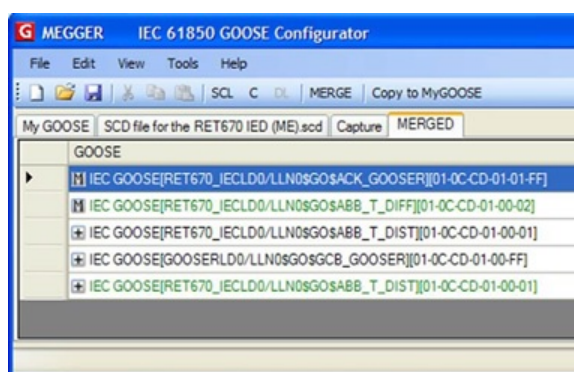 G MEGGER IEC 61850 GOOSE Configurator
File Edit View Tools Help
SCL C DL MERGE Copy to MyGOOSE
My GOOSE SCD file for the RET670 IED (ME).scd Capture MERGED
GOOSE
M IEC GOOSE[RET670_IECLD0/LLN0$GO$ACK_GOOSER][01-0C-CD-01-01-FF]
M IEC GOOSE[RET670_IECLD0/LLN0$GO$ABB_T_DIFF][01-0C-CD-01-00-02]
IEC GOOSE[RET670_IECLD0/LLN0$GO$ABB_T_DIST][01-0C-CD-01-00-01]
IEC GOOSE[GOOSERLD0/LLN0$GO$GCB_GOOSER][01-0C-CD-01-00-FF]
IEC GOOSE[RET670_IECLD0/LLN0$GO$ABB_T_DIST][01-0C-CD-01-00-01]